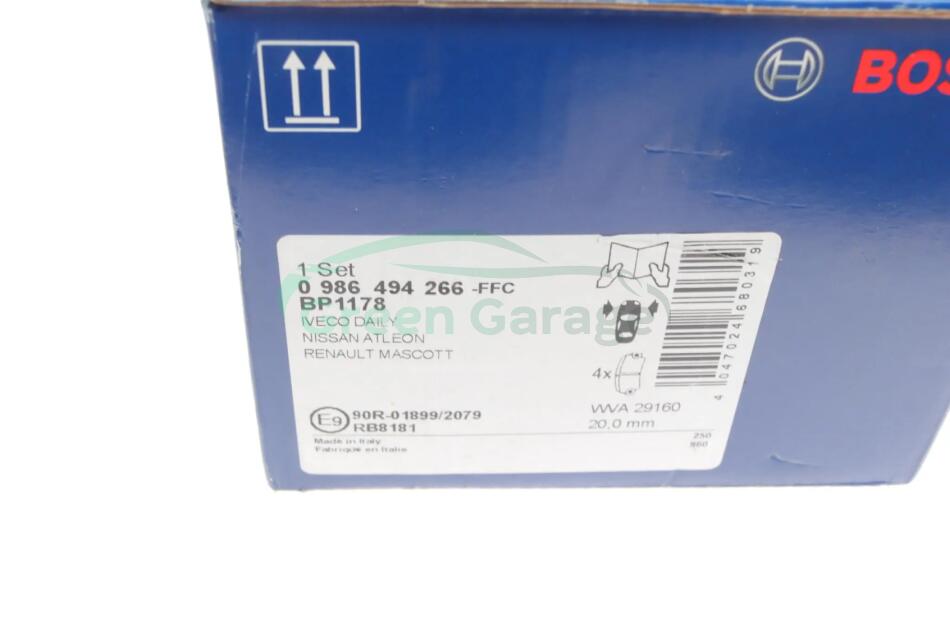 BOS
1 Set
0 986 494 266 -FFC
BP1178
IVECO DAILY
NISSAN ATLEON
RENAULT MASCOTT
Green Garage
4x
4 047024 680319
E9 90R-01899/2079
RB8181
WVA 29160
20,0 mm
Made in Italy
Fabriqué en Italie
250
860